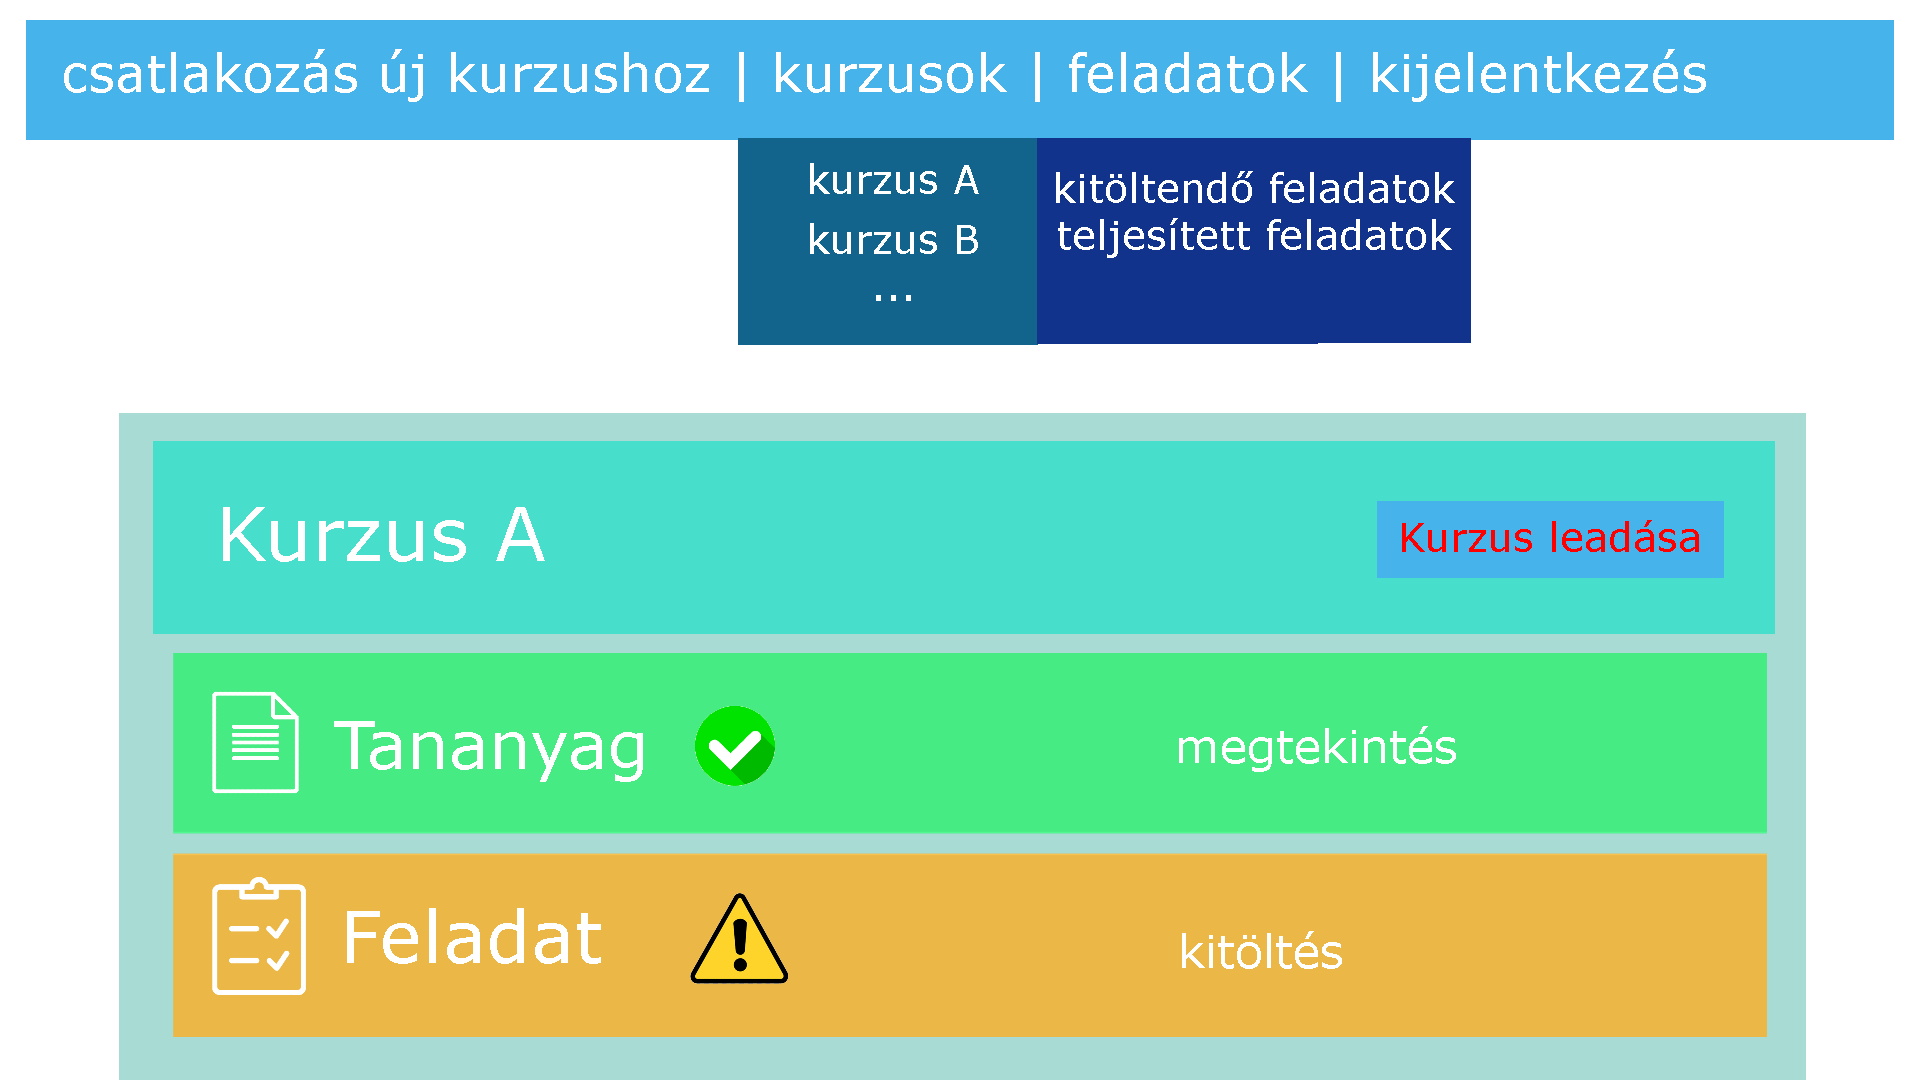 csatlakozás új kurzushoz | kurzusok | feladatok | kijelentkezés
kurzus A
kurzus B
...
kitöltendő feladatok
teljesített feladatok
Kurzus A
Kurzus leadása
Tananyag
megtekintés
Feladat
kitöltés